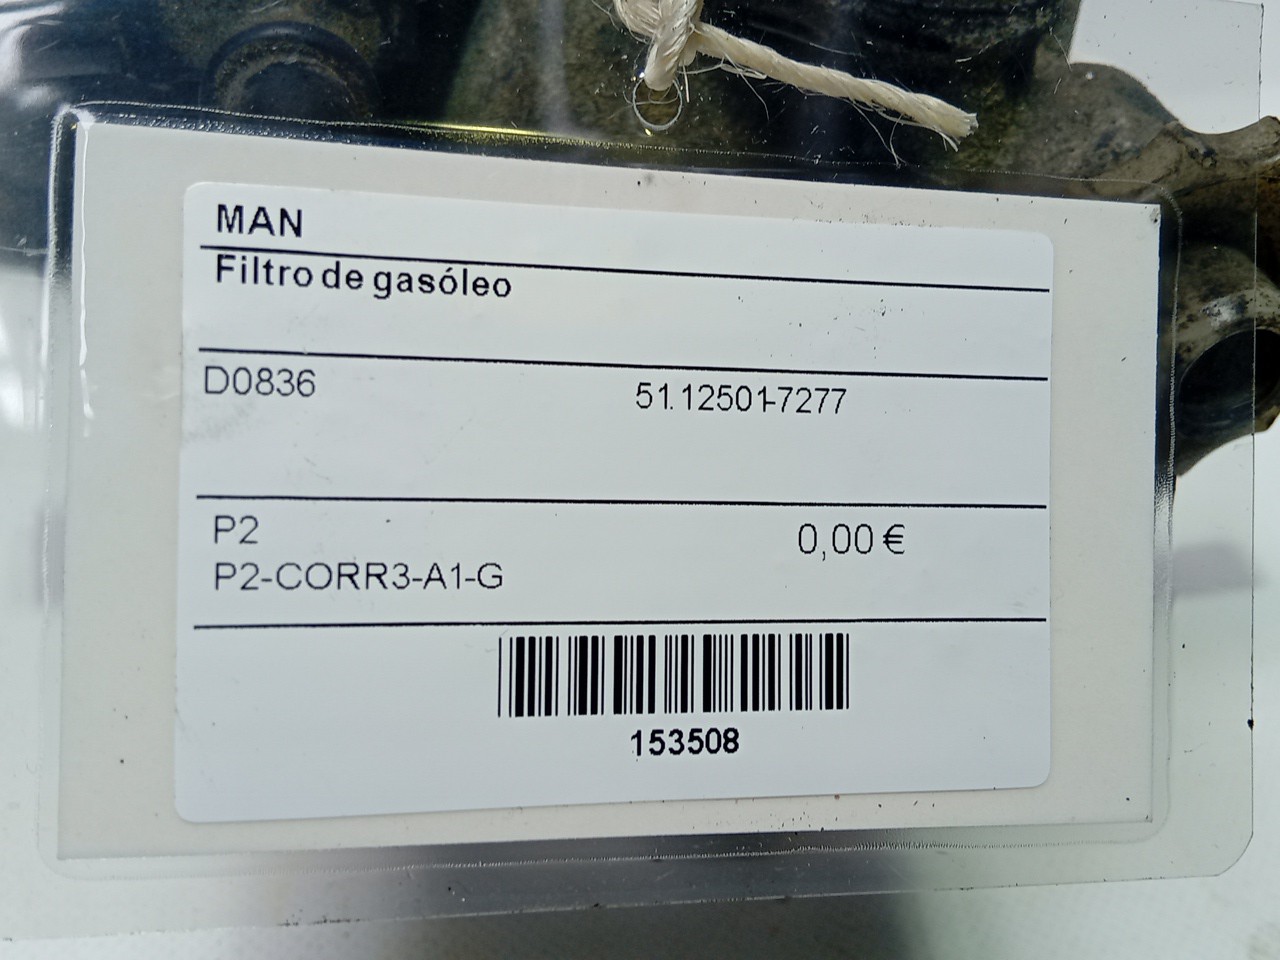 MAN
Filtro de gasóleo
D0836 51.12501-7277
P2 0,00 €
P2-CORR3-A1-G
153508